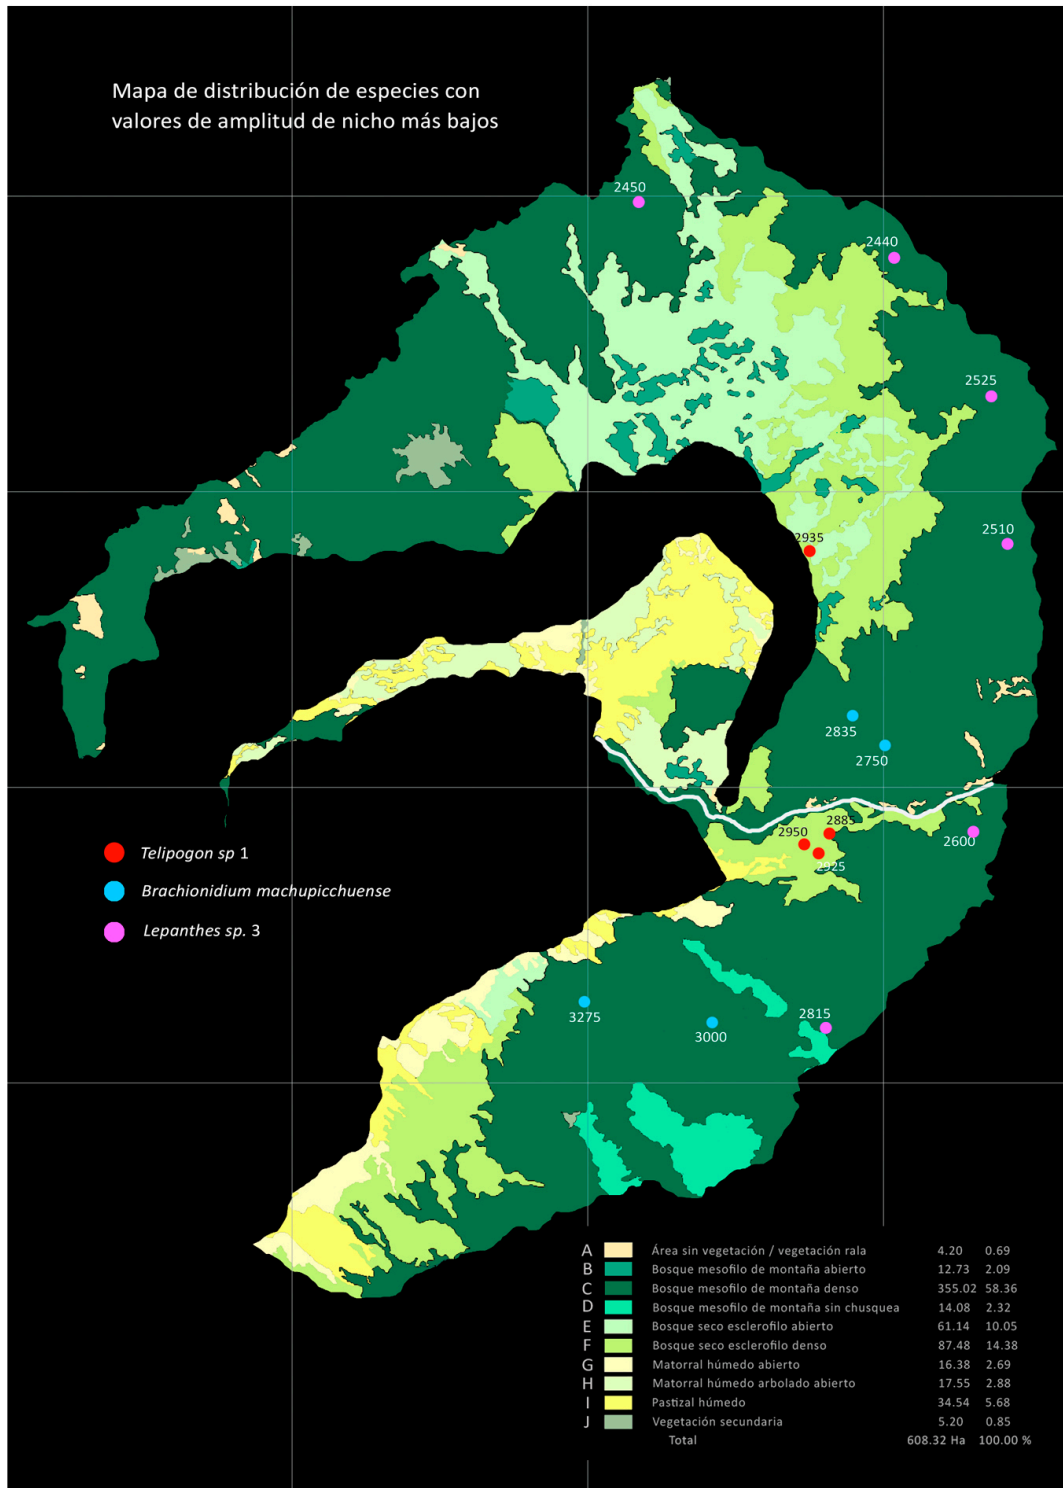 Mapa de distribución de especies con
valores de amplitud de nicho más bajos
2450
2440
2525
2935
2510
2835
2750
2950
2885
2925
2600
Telipogon sp 1
Brachionidium machupicchuense
Lepanthes sp. 3
3275
3000
2815
A Área sin vegetación / vegetación rala 4.20 0.69
B Bosque mesofilo de montaña abierto 12.73 2.09
C Bosque mesofilo de montaña denso 355.02 58.36
D Bosque mesofilo de montaña sin chusquea 14.08 2.32
E Bosque seco esclerofilo abierto 61.14 10.05
F Bosque seco esclerofilo denso 87.48 14.38
G Matorral húmedo abierto 16.38 2.69
H Matorral húmedo arbolado abierto 17.55 2.88
I Pastizal húmedo 34.54 5.68
J Vegetación secundaria 5.20 0.85
Total 608.32 Ha 100.00 %